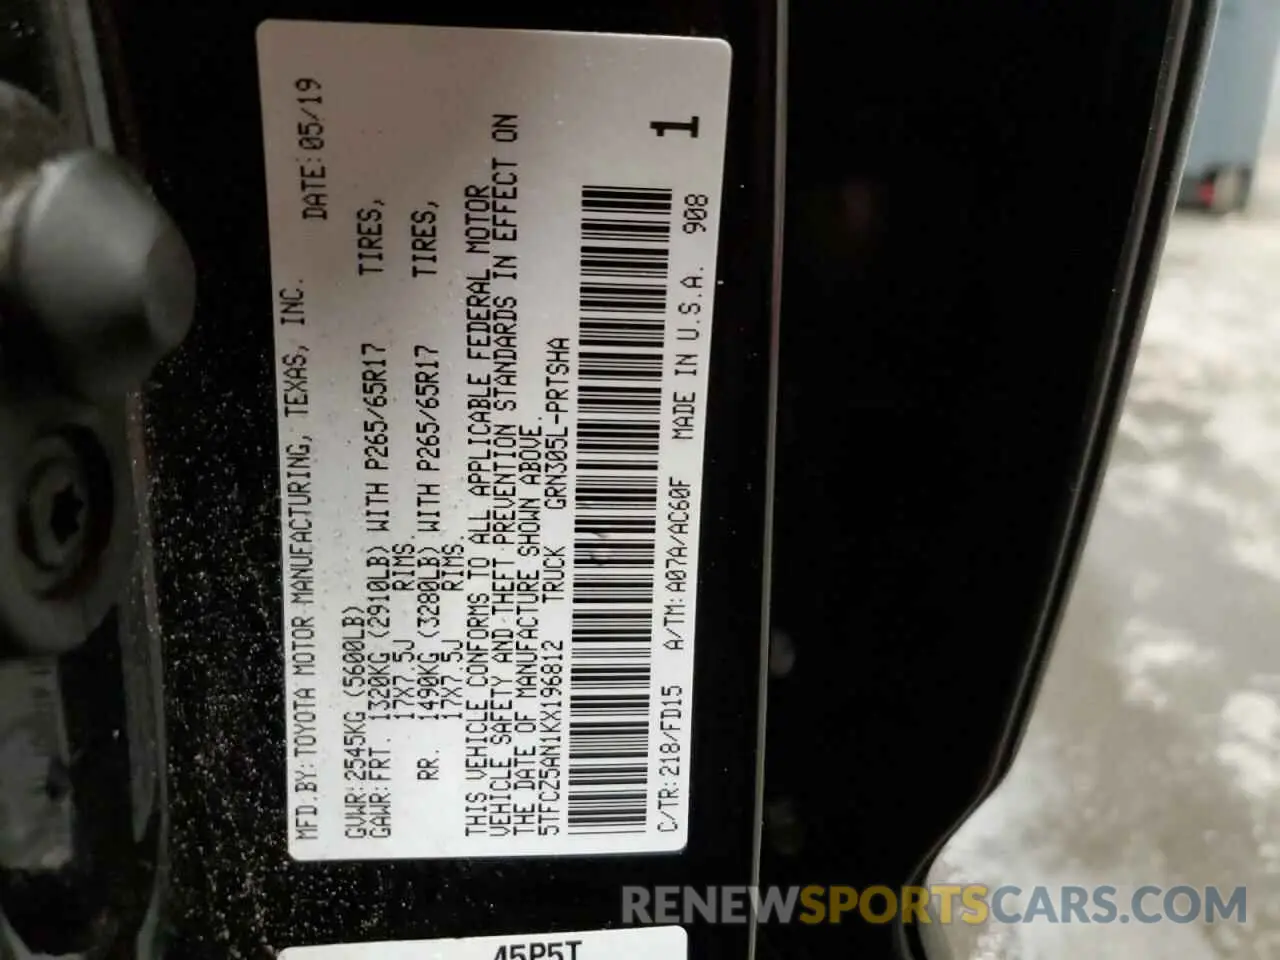 MFD.BY:TOYOTA MOTOR MANUFACTURING, TEXAS, INC. DATE:05/19
GVWR:2545KG (5600LB)
GAWR:FRT. 1320KG (2910LB) WITH P265/65R17 TIRES,
17X7.5J RIMS.
RR. 1490KG (3280LB) WITH P265/65R17 TIRES,
17X7.5J RIMS.
THIS VEHICLE CONFORMS TO ALL APPLICABLE FEDERAL MOTOR
VEHICLE SAFETY AND THEFT PREVENTION STANDARDS IN EFFECT ON
THE DATE OF MANUFACTURE SHOWN ABOVE.
5TFCZ5AN1KX196812 TRUCK GRN305L-PRTSHA
1
C/TR:218/FD15 A/TM:A07A/AC60F MADE IN U.S.A. 908
45P5T
RENEWSPORTSCARS.COM